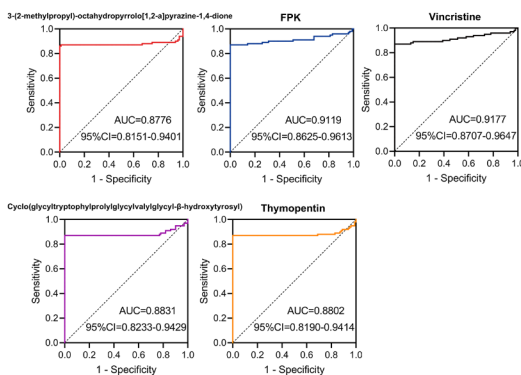 3-(2-methylpropyl)-octahydropyrrolo[1,2-a]pyrazine-1,4-dione
1.0
0.8
0.6
0.4
0.2
0.0
Sensitivity
AUC=0.8776
95%CI=0.8151-0.9401
0.0 0.2 0.4 0.6 0.8 1.0
1 - Specificity
FPK
1.0
0.8
0.6
0.4
0.2
0.0
Sensitivity
AUC=0.9119
95%CI=0.8625-0.9613
0.0 0.2 0.4 0.6 0.8 1.0
1 - Specificity
Vincristine
1.0
0.8
0.6
0.4
0.2
0.0
Sensitivity
AUC=0.9177
95%CI=0.8707-0.9647
0.0 0.2 0.4 0.6 0.8 1.0
1 - Specificity
Cyclo(glycyltryptophylprolylglycylvalylglycyl-β-hydroxytyrosyl)
1.0
0.8
0.6
0.4
0.2
0.0
Sensitivity
AUC=0.8831
95%CI=0.8233-0.9429
0.0 0.2 0.4 0.6 0.8 1.0
1 - Specificity
Thymopentin
1.0
0.8
0.6
0.4
0.2
0.0
Sensitivity
AUC=0.8802
95%CI=0.8190-0.9414
0.0 0.2 0.4 0.6 0.8 1.0
1 - Specificity